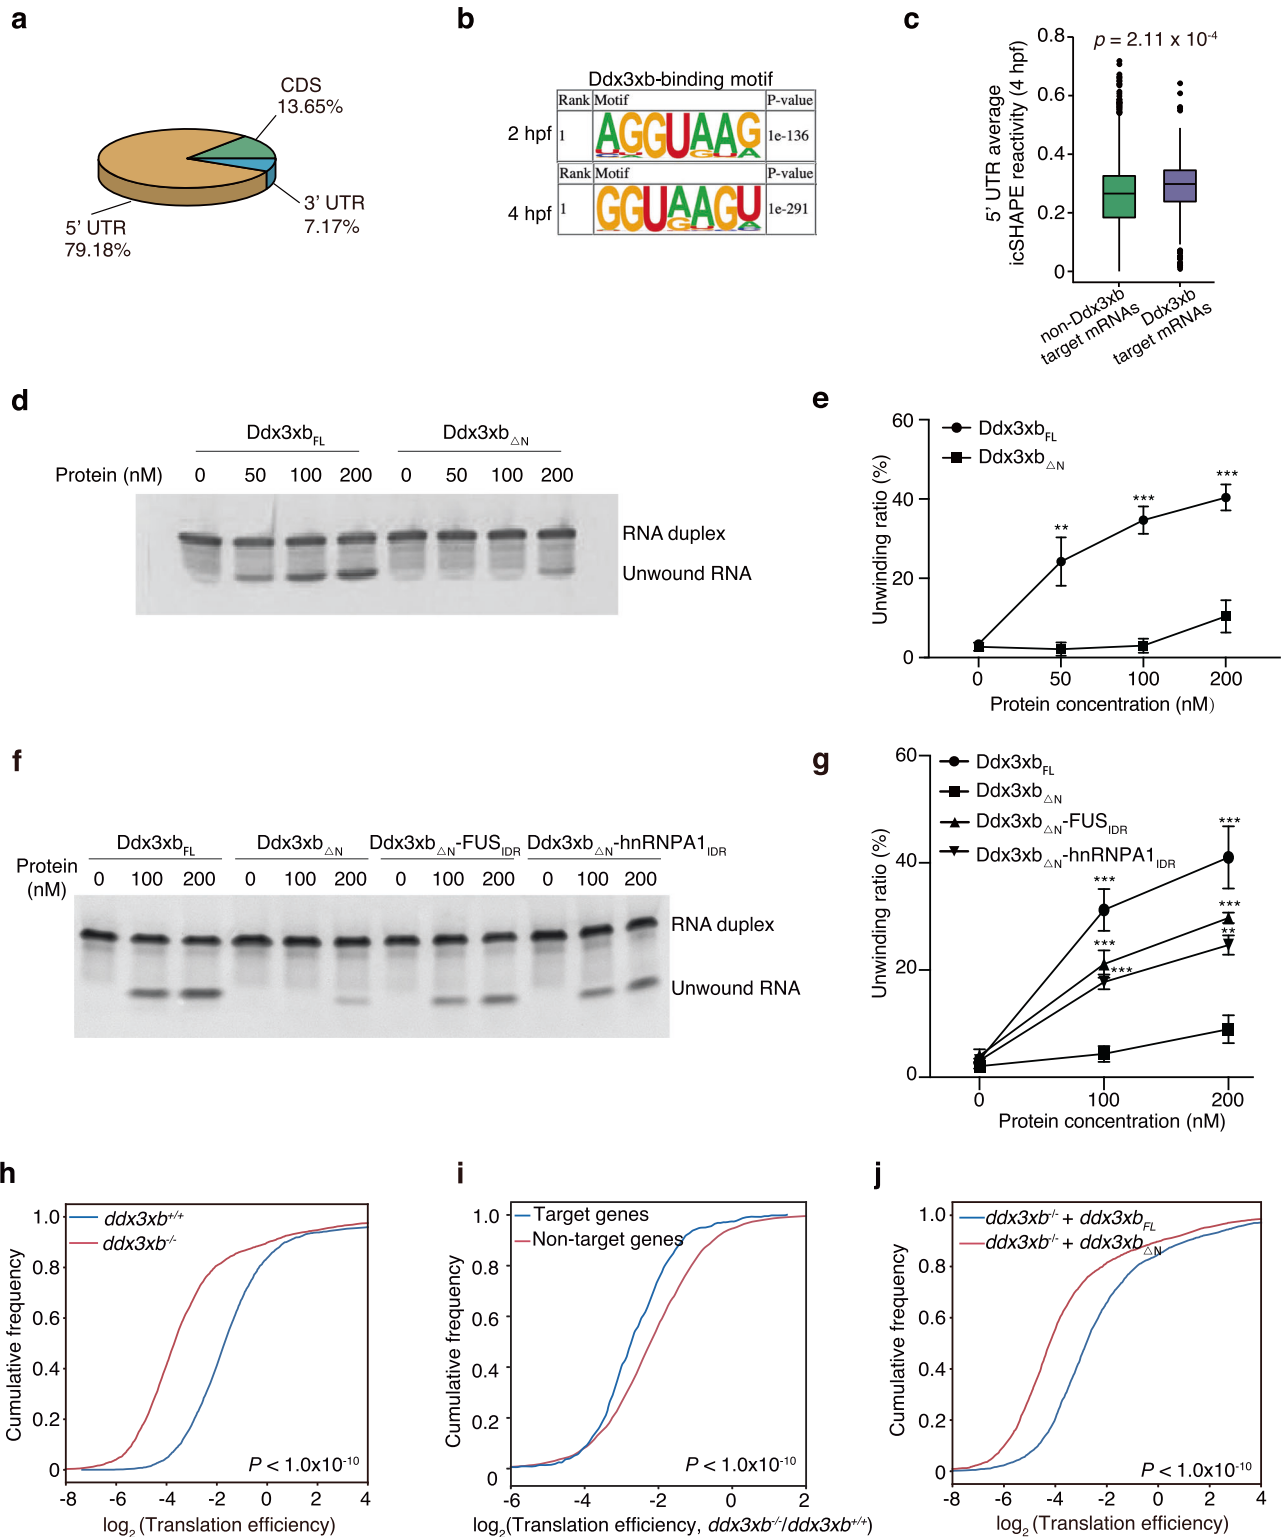 a
CDS
13.65%
3’ UTR
7.17%
5’ UTR
79.18%
b
Ddx3xb-binding motif
Rank Motif P-value
2 hpf 1 AGGUAAG 1e-136
Rank Motif P-value
4 hpf 1 GGUAAGU 1e-291
c
p = 2.11 x 10-4
5’ UTR average
icSHAPE reactivity (4 hpf)
0.8
0.6
0.4
0.2
0
non-Ddx3xb
target mRNAs
Ddx3xb
target mRNAs
d
Ddx3xbFL Ddx3xb△N
Protein (nM) 0 50 100 200 0 50 100 200
RNA duplex
Unwound RNA
e
Ddx3xbFL
Ddx3xb△N
Unwinding ratio (%)
60
40
20
0
** *** ***
0 50 100 200
Protein concentration (nM)
f
Ddx3xbFL Ddx3xb△N Ddx3xb△N-FUSIDR Ddx3xb△N-hnRNPA1IDR
Protein
(nM)
0 100 200 0 100 200 0 100 200 0 100 200
RNA duplex
Unwound RNA
g
Ddx3xbFL
Ddx3xb△N
Ddx3xb△N-FUSIDR
Ddx3xb△N-hnRNPA1IDR
Unwinding ratio (%)
60
40
20
0
*** *** ***
*** *** **
0 100 200
Protein concentration (nM)
h
ddx3xb+/+
ddx3xb-/-
Cumulative frequency
1.0
0.8
0.6
0.4
0.2
0
P < 1.0x10-10
-8 -6 -4 -2 0 2 4
log2 (Translation efficiency)
i
Target genes
Non-target genes
Cumulative frequency
1.0
0.8
0.6
0.4
0.2
0
P < 1.0x10-10
-6 -4 -2 0 2
log2(Translation efficiency, ddx3xb-/-/ddx3xb+/+)
j
ddx3xb-/- + ddx3xbFL
ddx3xb-/- + ddx3xb△N
Cumulative frequency
1.0
0.8
0.6
0.4
0.2
0
P < 1.0x10-10
-8 -6 -4 -2 0 2 4
log2 (Translation efficiency)